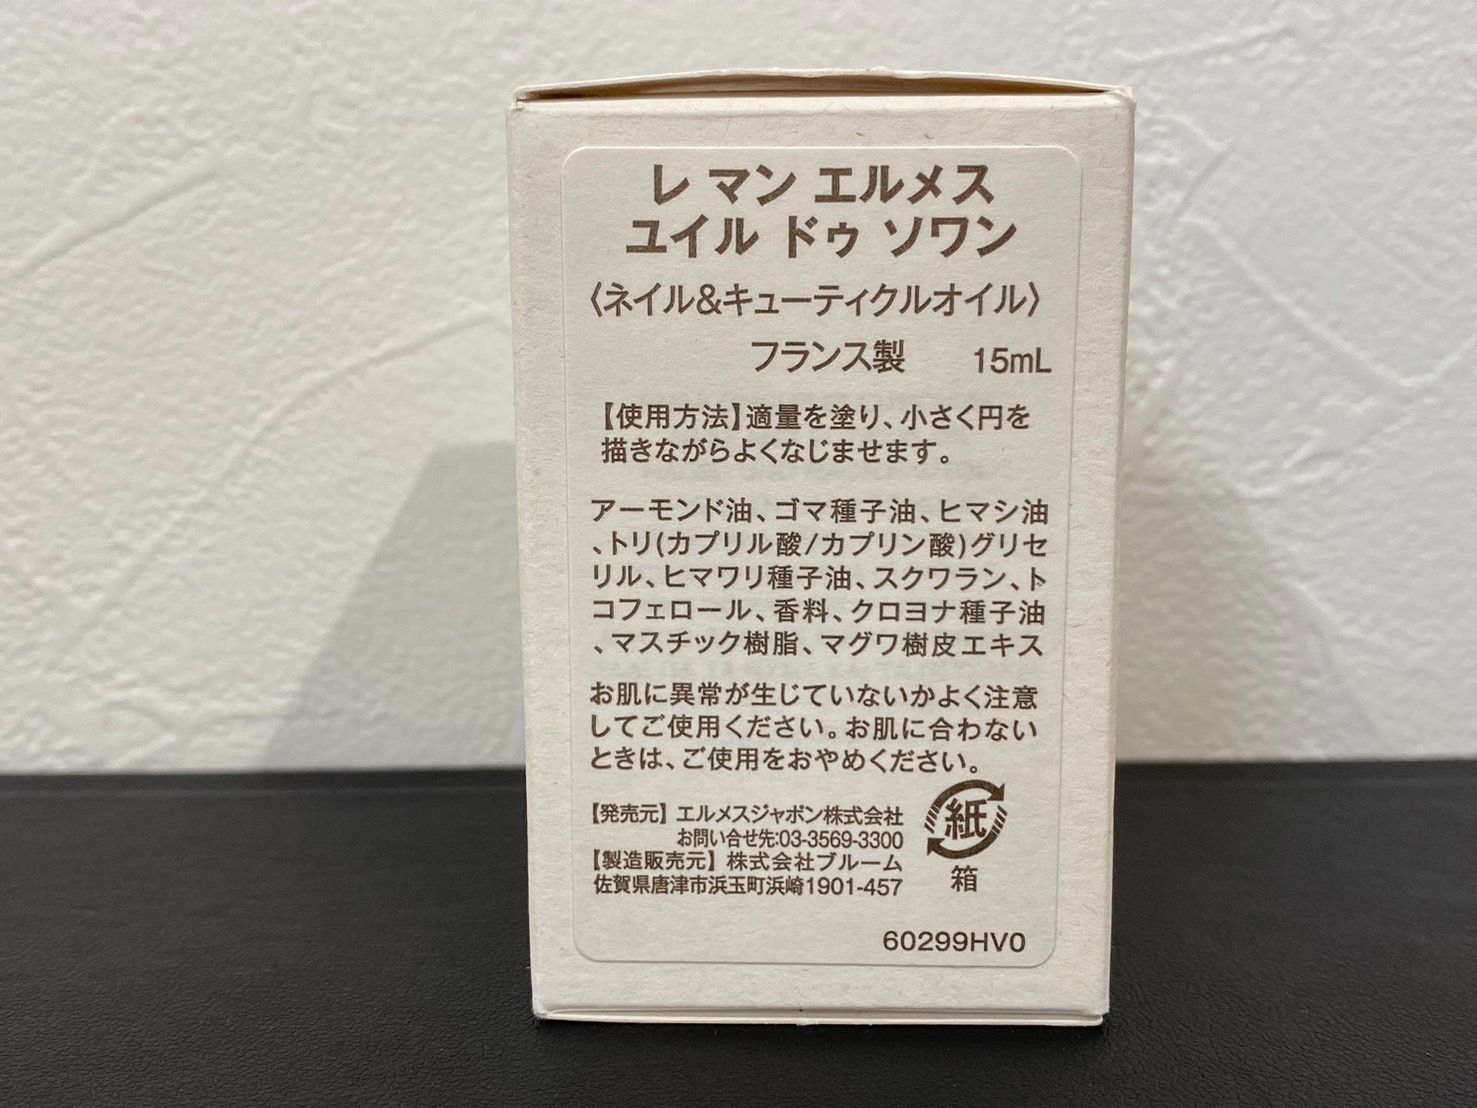 レ マン エルメス
ユイル ドゥ ソワン
〈ネイル&キューティクルオイル〉
フランス製 15mL
【使用方法】適量を塗り、小さく円を
描きながらよくなじませます。
アーモンド油、ゴマ種子油、ヒマシ油
、トリ(カプリル酸/カプリン酸)グリセ
リル、ヒマワリ種子油、スクワラン、ト
コフェロール、香料、クロヨナ種子油
、マスチック樹脂、マグワ樹皮エキス
お肌に異常が生じていないかよく注意
してご使用ください。お肌に合わない
ときは、ご使用をおやめください。
【発売元】エルメスジャポン株式会社
お問い合せ先:03-3569-3300
【製造販売元】株式会社ブルーム
佐賀県唐津市浜玉町浜崎1901-457
紙
箱
60299HV0